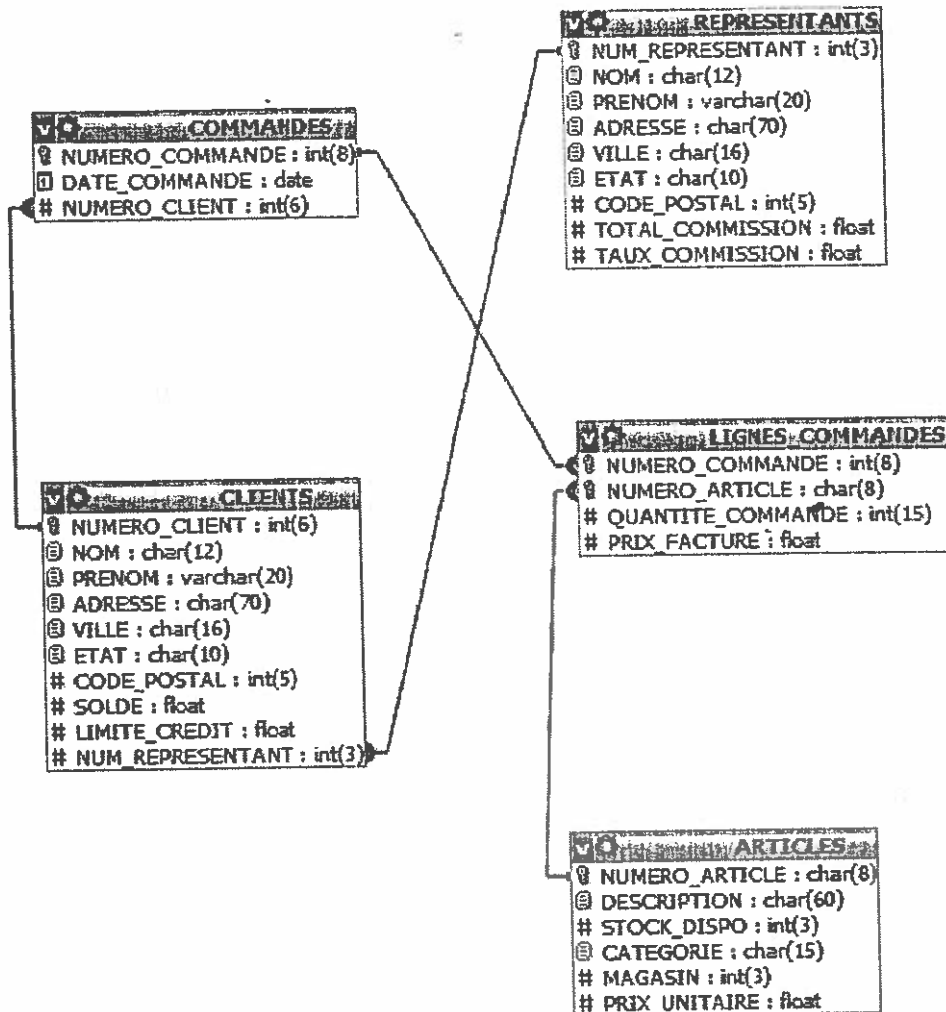 REPRESENTANTS
NUM_REPRESENTANT : int(3)
NOM : char(12)
PRENOM : varchar(20)
ADRESSE : char(70)
VILLE : char(16)
ETAT : char(10)
# CODE_POSTAL : int(5)
# TOTAL_COMMISSION : float
# TAUX_COMMISSION : float
COMMANDES
NUMERO_COMMANDE : int(8)
DATE_COMMANDE : date
# NUMERO_CLIENT : int(6)
LIGNES_COMMANDES
NUMERO_COMMANDE : int(8)
NUMERO_ARTICLE : char(8)
# QUANTITE_COMMANDE : int(15)
# PRIX_FACTURE : float
CLIENTS
NUMERO_CLIENT : int(6)
NOM : char(12)
PRENOM : varchar(20)
ADRESSE : char(70)
VILLE : char(16)
ETAT : char(10)
# CODE_POSTAL : int(5)
# SOLDE : float
# LIMITE_CREDIT : float
# NUM_REPRESENTANT : int(3)
ARTICLES
NUMERO_ARTICLE : char(8)
DESCRIPTION : char(60)
# STOCK_DISPO : int(3)
CATEGORIE : char(15)
# MAGASIN : int(3)
# PRIX_UNITAIRE : float